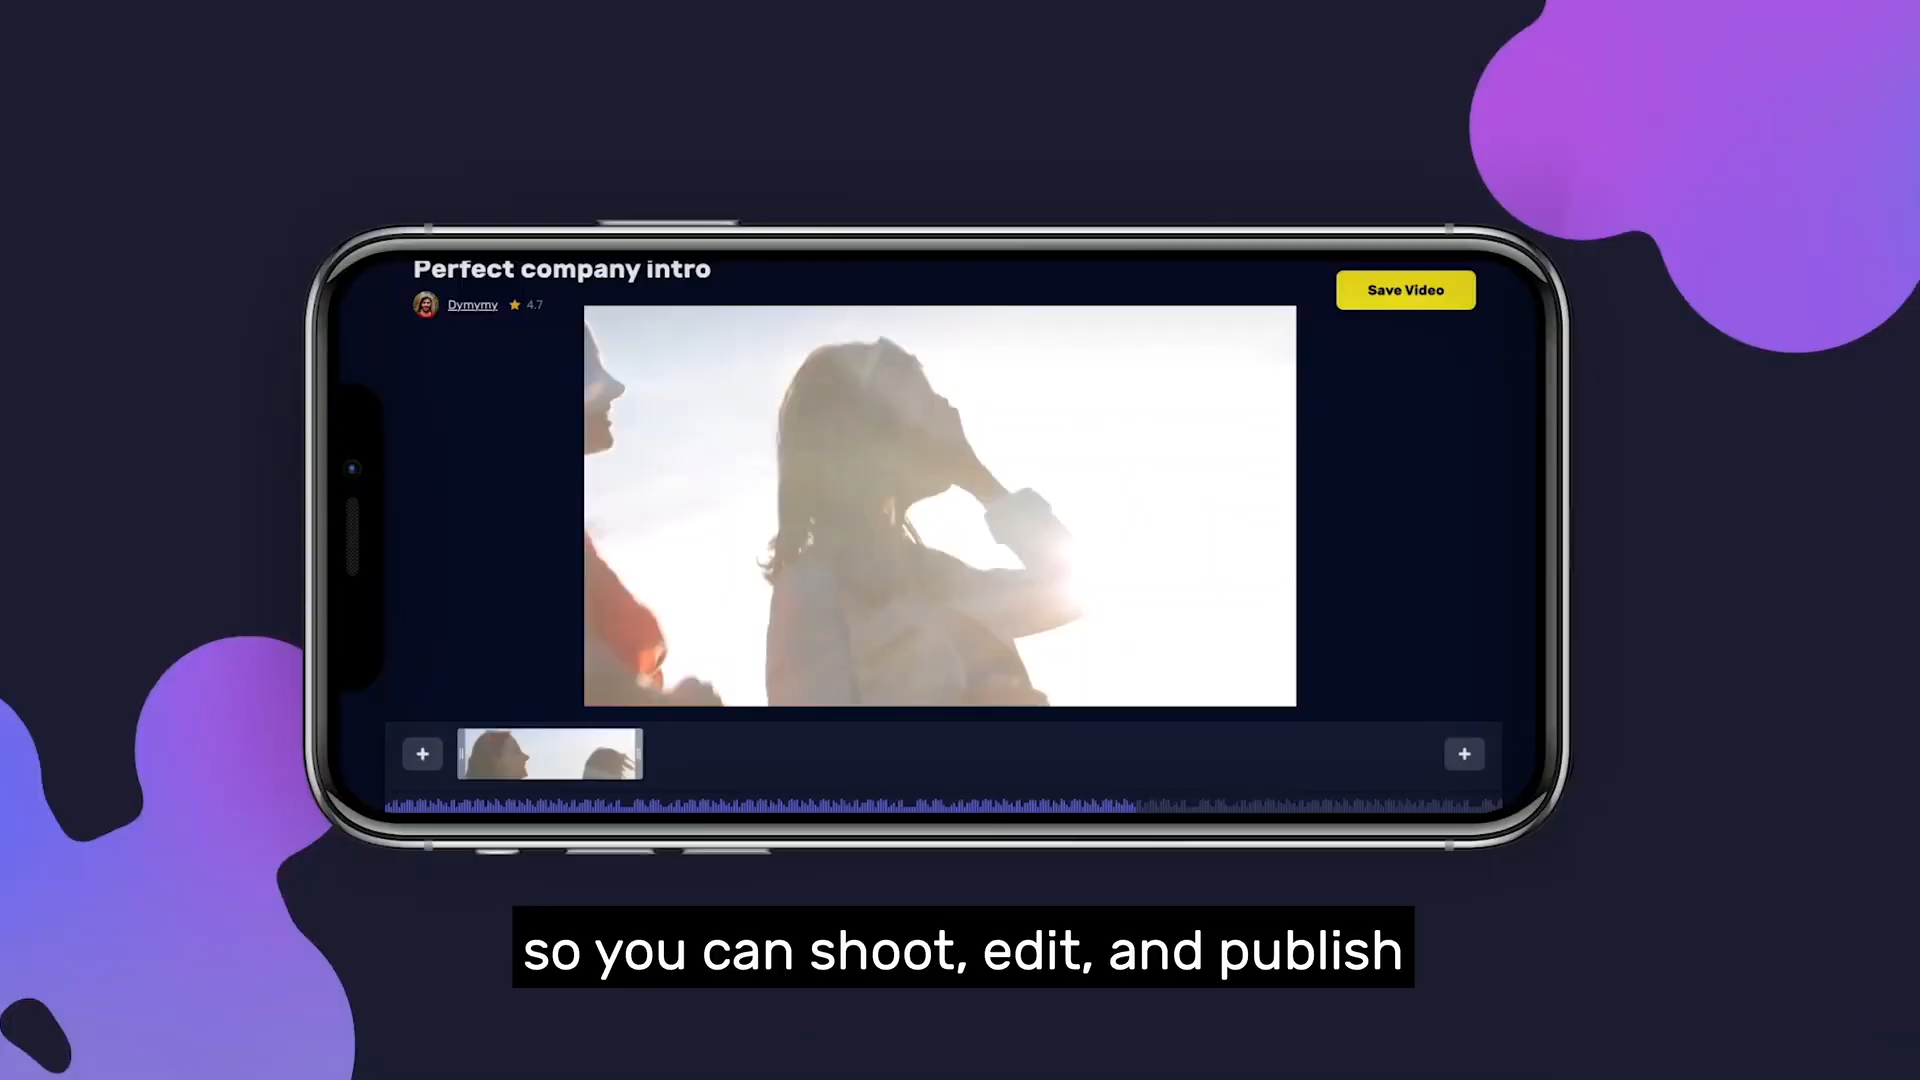 Perfect company intro
Save Video
Dymymy ★ 4.7
+
+
so you can shoot, edit, and publish